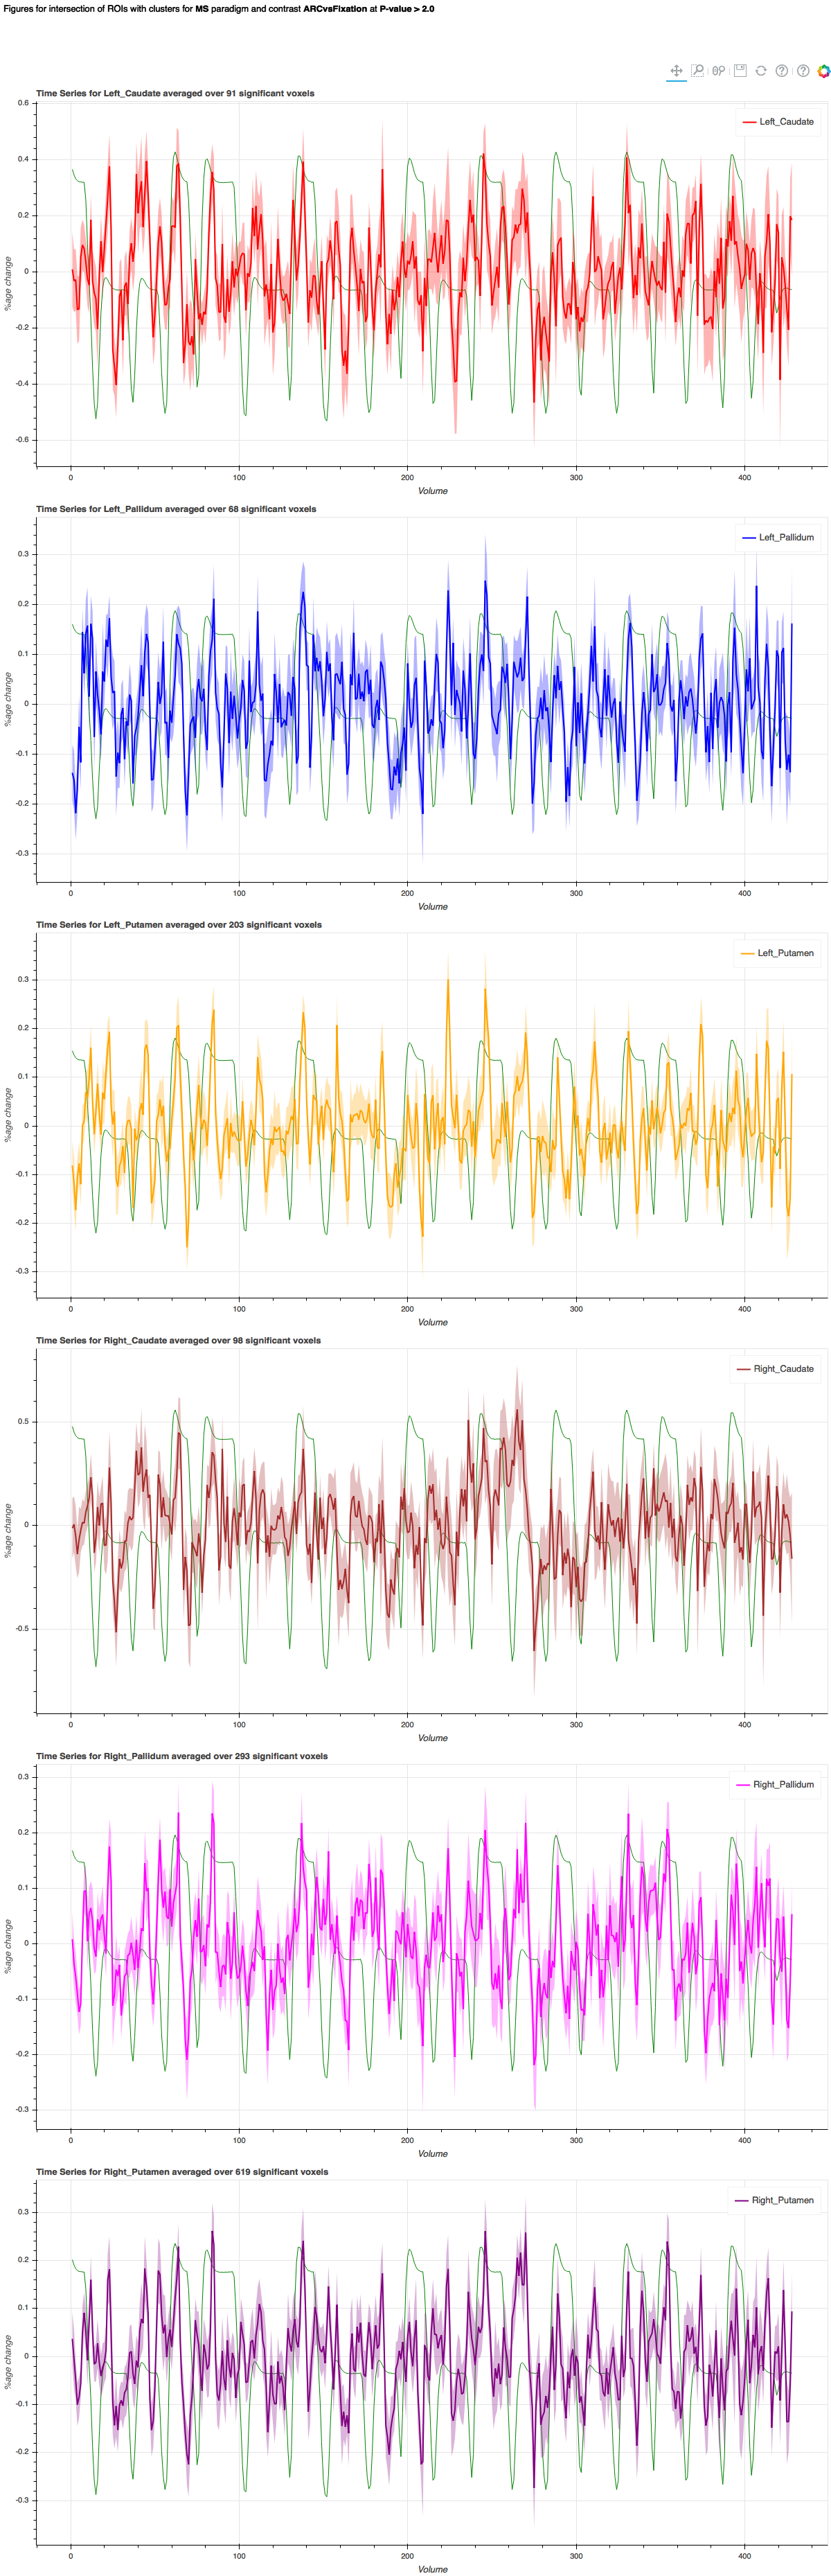 Figures for intersection of ROIs with clusters for MS paradigm and contrast ARCvsFixation at P-value > 2.0
Time Series for Left_Caudate averaged over 91 significant voxels
Left_Caudate
0.6
0.4
0.2
0
-0.2
-0.4
-0.6
%age change
0 100 200 300 400
Volume
Time Series for Left_Pallidum averaged over 68 significant voxels
Left_Pallidum
0.3
0.2
0.1
0
-0.1
-0.2
-0.3
%age change
0 100 200 300 400
Volume
Time Series for Left_Putamen averaged over 203 significant voxels
Left_Putamen
0.3
0.2
0.1
0
-0.1
-0.2
-0.3
%age change
0 100 200 300 400
Volume
Time Series for Right_Caudate averaged over 98 significant voxels
Right_Caudate
0.5
0
-0.5
%age change
0 100 200 300 400
Volume
Time Series for Right_Pallidum averaged over 293 significant voxels
Right_Pallidum
0.3
0.2
0.1
0
-0.1
-0.2
-0.3
%age change
0 100 200 300 400
Volume
Time Series for Right_Putamen averaged over 619 significant voxels
Right_Putamen
0.3
0.2
0.1
0
-0.1
-0.2
-0.3
%age change
0 100 200 300 400
Volume